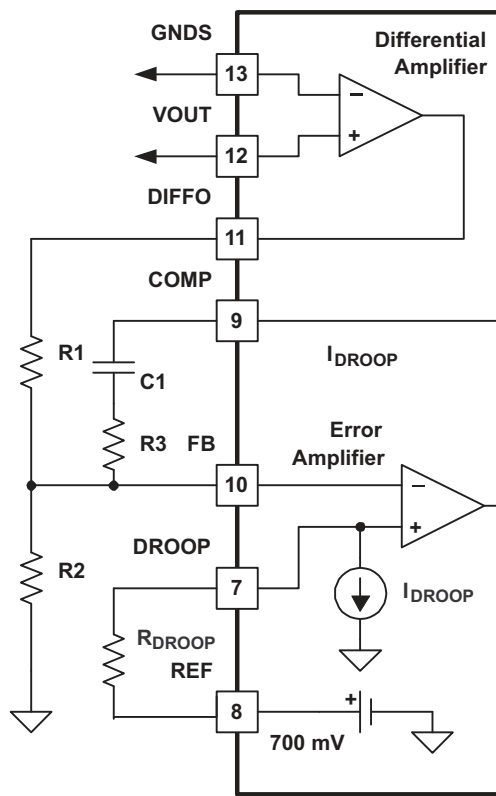 GNDS
Differential
Amplifier
13
VOUT
12
DIFFO
11
COMP
9
R1
C1
IDROOP
R3
FB
Error
Amplifier
10
DROOP
R2
7
IDROOP
RDROOP
REF
8
700 mV